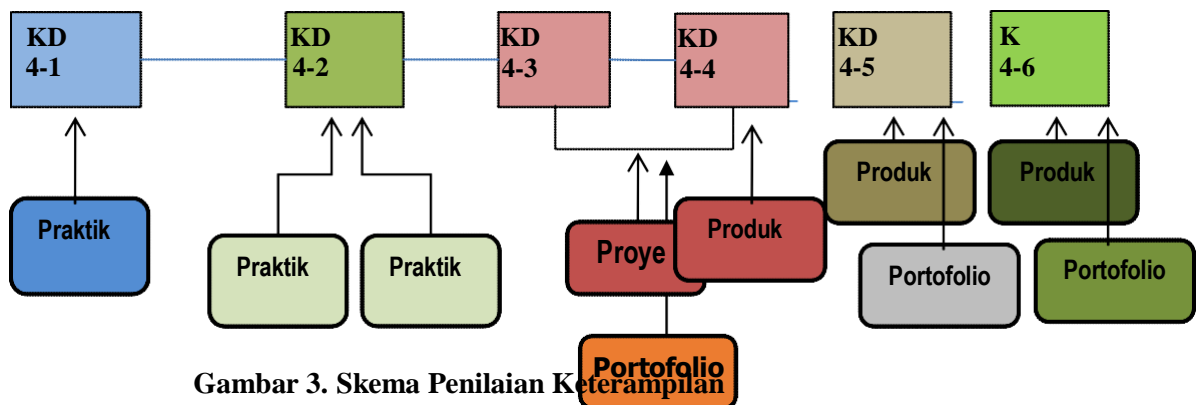 KD
4-1
KD
4-2
KD
4-3
KD
4-4
KD
4-5
K
4-6
Praktik
Praktik
Praktik
Proye
Produk
Produk
Produk
Portofolio
Portofolio
Portofolio
Gambar 3. Skema Penilaian Keterampilan